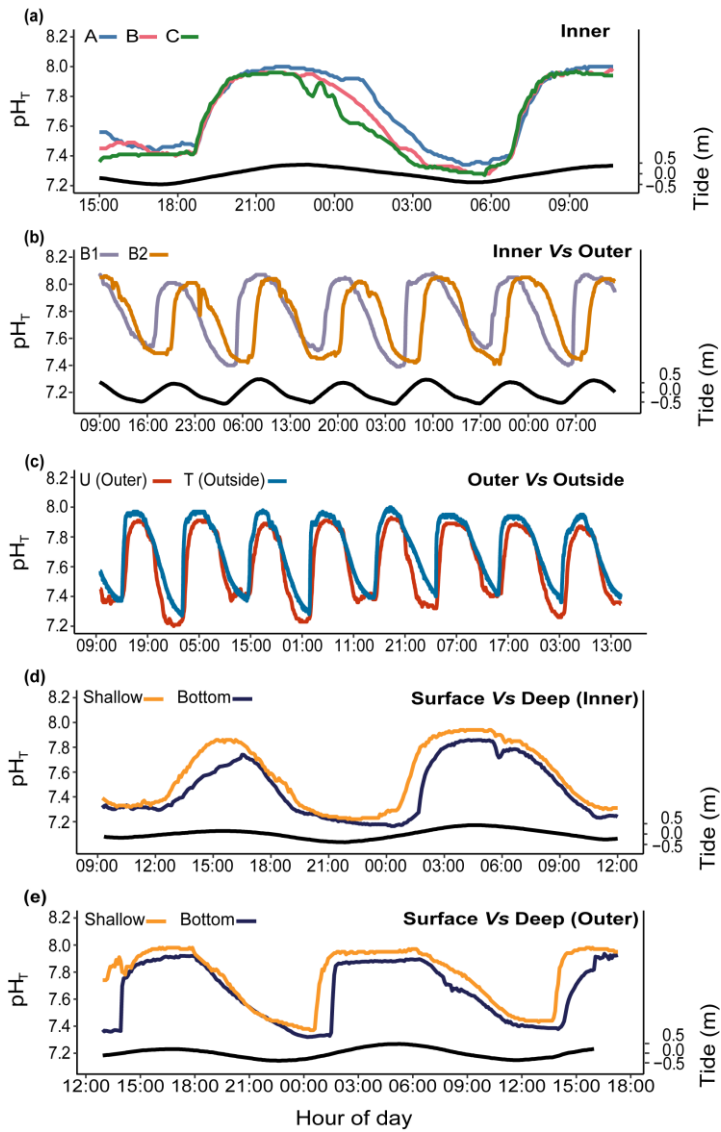 (a)
A B C Inner
8.0
7.8
7.6
7.4
7.2
pH_T
0.5
0.0
−0.5
Tide (m)
15:00 18:00 21:00 00:00 03:00 06:00 09:00
(b)
B1 B2 Inner Vs Outer
8.2
8.0
7.8
7.6
7.4
7.2
pH_T
0.5
0.0
−0.5
Tide (m)
09:00 16:00 23:00 06:00 13:00 20:00 03:00 10:00 17:00 00:00 07:00
(c)
U (Outer) T (Outside) Outer Vs Outside
8.2
8.0
7.8
7.6
7.4
7.2
pH_T
09:00 19:00 05:00 15:00 01:00 11:00 21:00 07:00 17:00 03:00 13:00
(d)
Shallow Bottom Surface Vs Deep (Inner)
8.2
8.0
7.8
7.6
7.4
7.2
pH_T
0.5
0.0
−0.5
Tide (m)
09:00 12:00 15:00 18:00 21:00 00:00 03:00 06:00 09:00 12:00
(e)
Shallow Bottom Surface Vs Deep (Outer)
8.2
8.0
7.8
7.6
7.4
7.2
pH_T
0.5
0.0
−0.5
Tide (m)
12:00 15:00 18:00 21:00 00:00 03:00 06:00 09:00 12:00 15:00 18:00
Hour of day